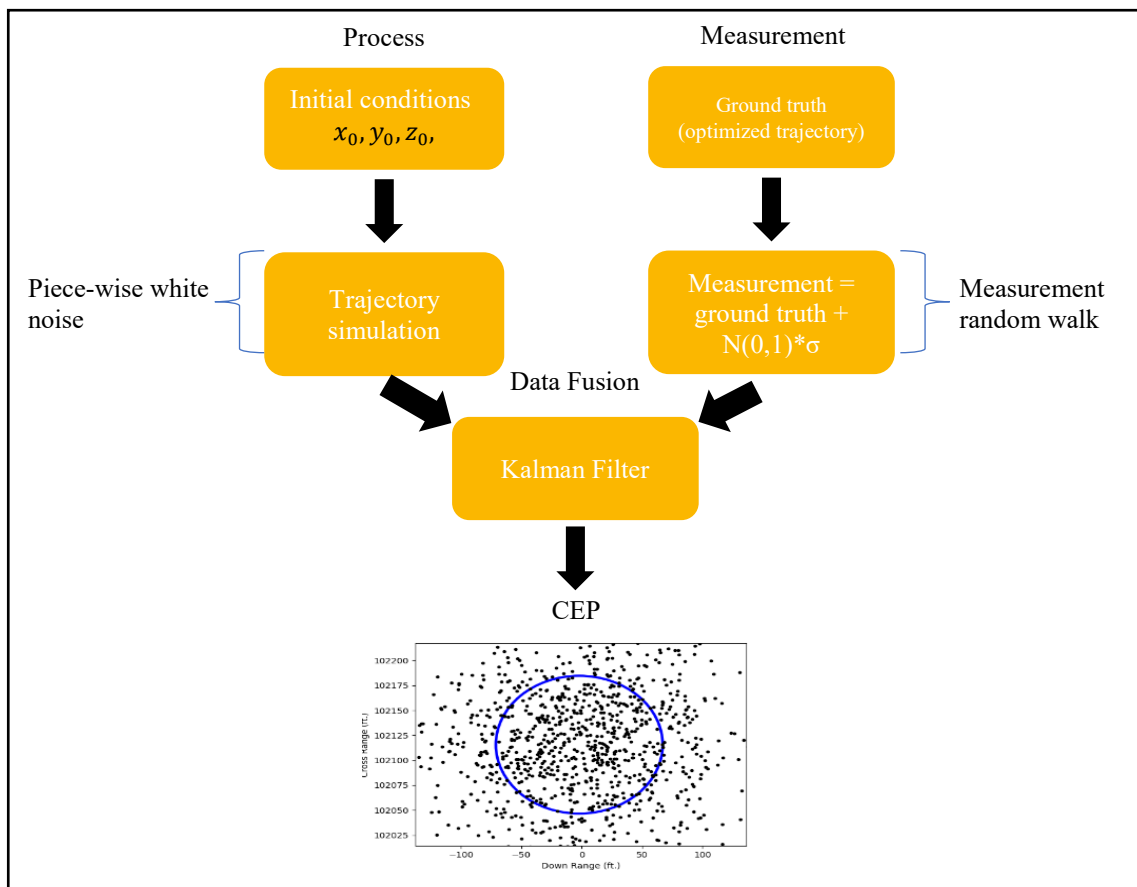 Process
Measurement
Initial conditions
𝑥₀, 𝑦₀, 𝑧₀,
Ground truth
(optimized trajectory)
Piece-wise white
noise
Trajectory
simulation
Measurement =
ground truth +
N(0,1)*σ
Measurement
random walk
Data Fusion
Kalman Filter
CEP
102200
102175
102150
102125
102100
102075
102050
102025
Cross Range (ft.)
−100
−50
0
50
100
Down Range (ft.)